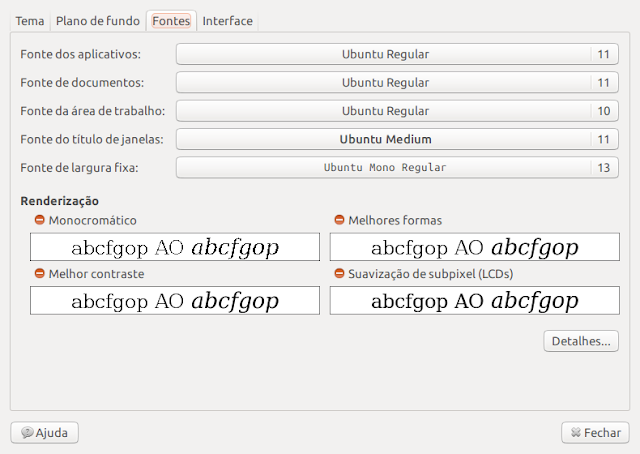 Tema Plano de fundo Fontes Interface
Fonte dos aplicativos: Ubuntu Regular 11
Fonte de documentos: Ubuntu Regular 11
Fonte da área de trabalho: Ubuntu Regular 10
Fonte do título de janelas: Ubuntu Medium 11
Fonte de largura fixa: Ubuntu Mono Regular 13
Renderização
Monocromático Melhores formas
abcfgop AO abcfgop abcfgop AO abcfgop
Melhor contraste Suavização de subpixel (LCDs)
abcfgop AO abcfgop abcfgop AO abcfgop
Detalhes...
Ajuda Fechar